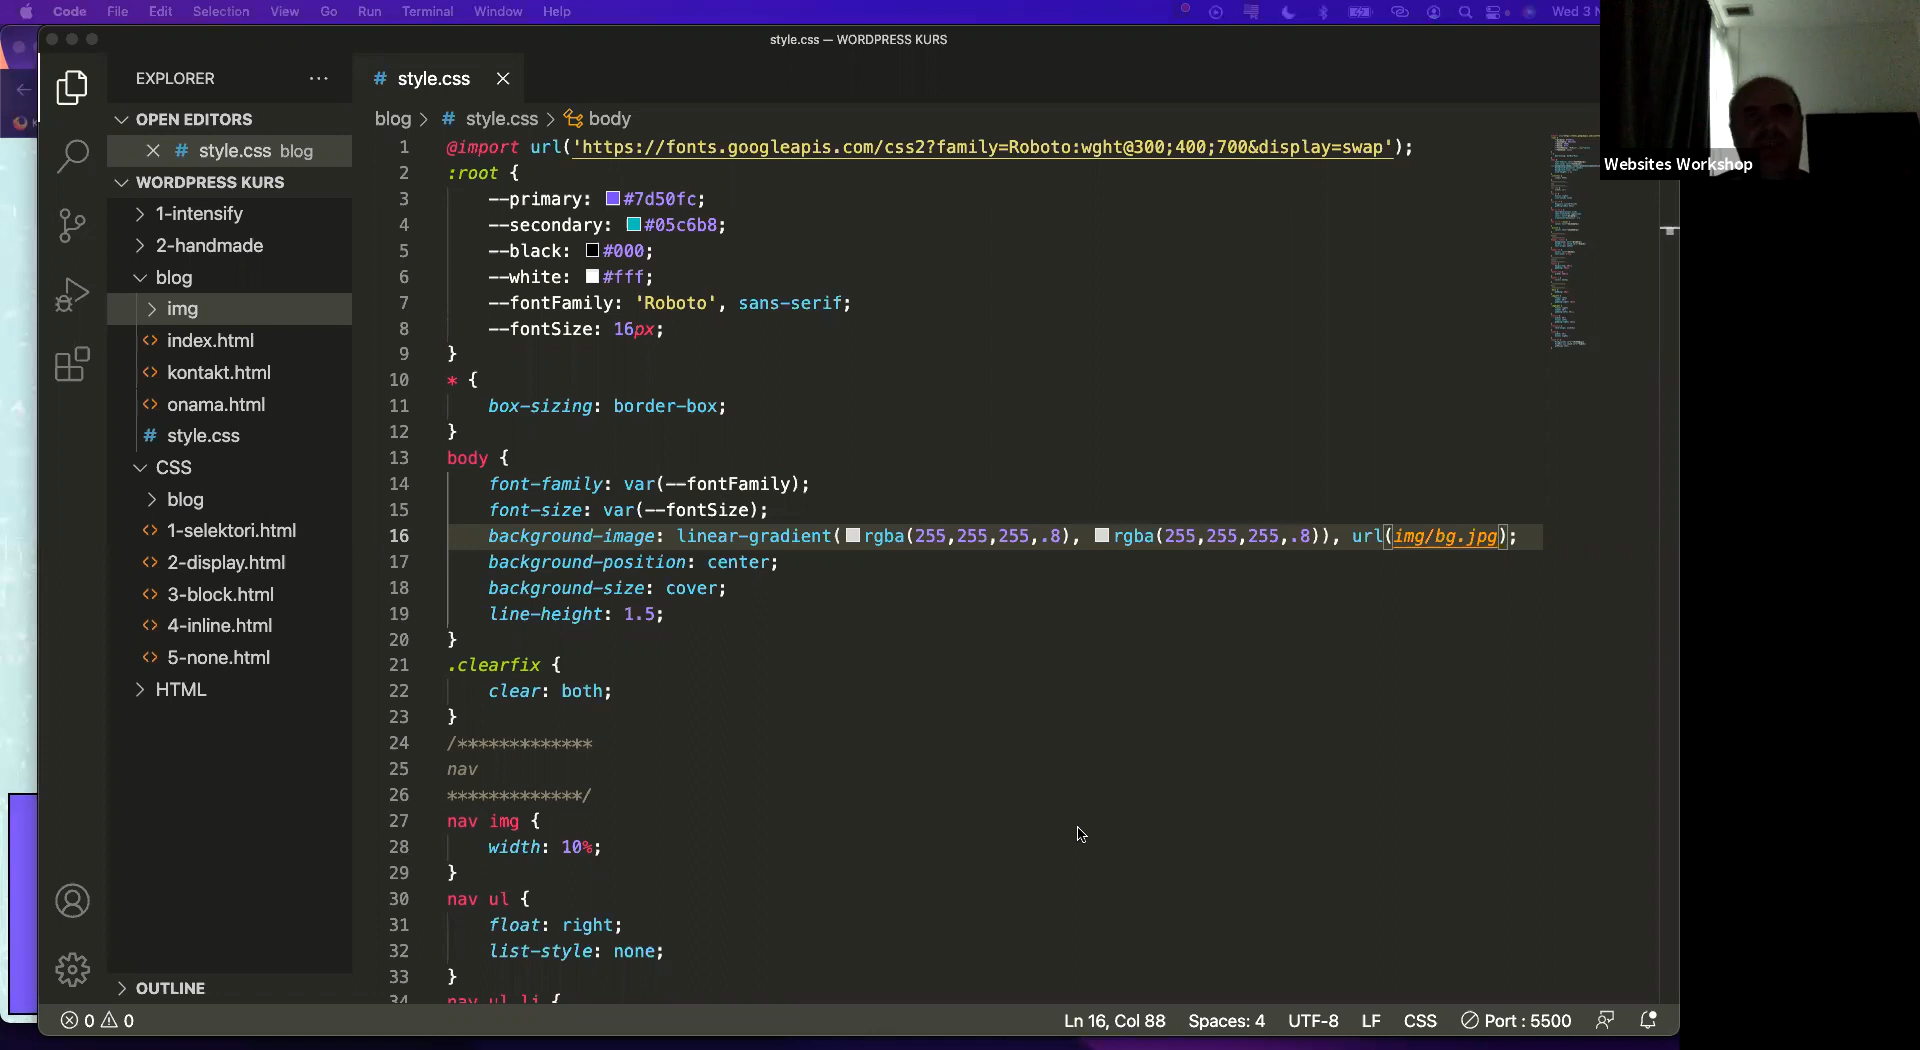 Code File Edit Selection View Go Run Terminal Window Help
Wed 3 N
style.css — WORDPRESS KURS
EXPLORER
# style.css
OPEN EDITORS
# style.css blog
WORDPRESS KURS
1-intensify
2-handmade
blog
img
index.html
kontakt.html
onama.html
# style.css
CSS
blog
1-selektori.html
2-display.html
3-block.html
4-inline.html
5-none.html
HTML
OUTLINE
blog > # style.css > body
1 @import url('https://fonts.googleapis.com/css2?family=Roboto:wght@300;400;700&display=swap');
2 :root {
3 --primary: #7d50fc;
4 --secondary: #05c6b8;
5 --black: #000;
6 --white: #fff;
7 --fontFamily: 'Roboto', sans-serif;
8 --fontSize: 16px;
9 }
10 * {
11 box-sizing: border-box;
12 }
13 body {
14 font-family: var(--fontFamily);
15 font-size: var(--fontSize);
16 background-image: linear-gradient(rgba(255,255,255,.8), rgba(255,255,255,.8)), url(img/bg.jpg);
17 background-position: center;
18 background-size: cover;
19 line-height: 1.5;
20 }
21 .clearfix {
22 clear: both;
23 }
24 /*************
25 nav
26 *************/
27 nav img {
28 width: 10%;
29 }
30 nav ul {
31 float: right;
32 list-style: none;
33 }
34 nav ul li {
0 0
Ln 16, Col 88 Spaces: 4 UTF-8 LF CSS Port : 5500
Websites Workshop